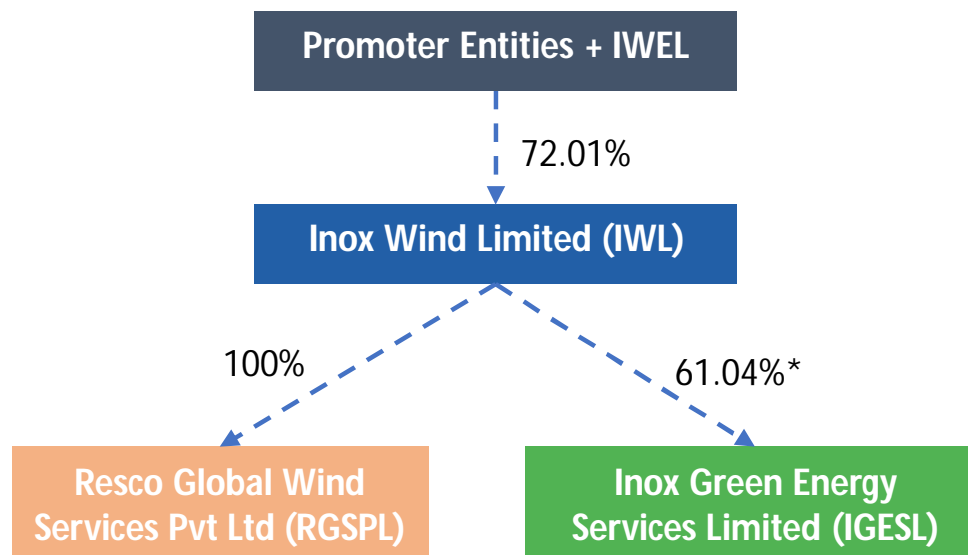 Promoter Entities + IWEL
72.01%
Inox Wind Limited (IWL)
100%
61.04%*
Resco Global Wind
Services Pvt Ltd (RGSPL)
Inox Green Energy
Services Limited (IGESL)